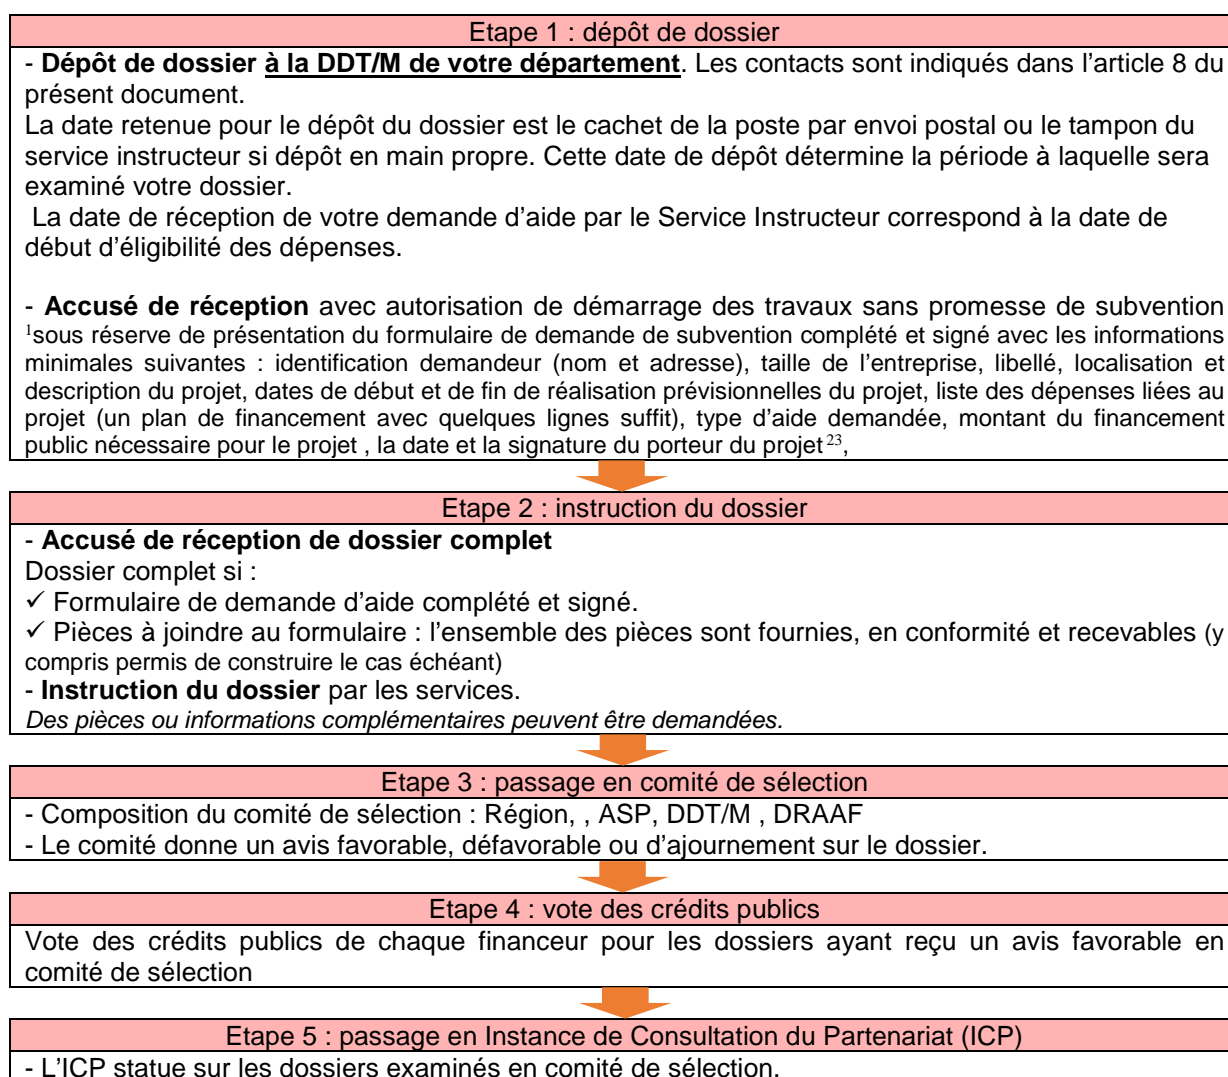 Etape 1 : dépôt de dossier
- Dépôt de dossier à la DDT/M de votre département. Les contacts sont indiqués dans l’article 8 du
présent document.
La date retenue pour le dépôt du dossier est le cachet de la poste par envoi postal ou le tampon du
service instructeur si dépôt en main propre. Cette date de dépôt détermine la période à laquelle sera
examiné votre dossier.
La date de réception de votre demande d’aide par le Service Instructeur correspond à la date de
début d’éligibilité des dépenses.
- Accusé de réception avec autorisation de démarrage des travaux sans promesse de subvention
1sous réserve de présentation du formulaire de demande de subvention complété et signé avec les informations
minimales suivantes : identification demandeur (nom et adresse), taille de l’entreprise, libellé, localisation et
description du projet, dates de début et de fin de réalisation prévisionnelles du projet, liste des dépenses liées au
projet (un plan de financement avec quelques lignes suffit), type d’aide demandée, montant du financement
public nécessaire pour le projet , la date et la signature du porteur du projet 23,
Etape 2 : instruction du dossier
- Accusé de réception de dossier complet
Dossier complet si :
✓ Formulaire de demande d’aide complété et signé.
✓ Pièces à joindre au formulaire : l’ensemble des pièces sont fournies, en conformité et recevables (y
compris permis de construire le cas échéant)
- Instruction du dossier par les services.
Des pièces ou informations complémentaires peuvent être demandées.
Etape 3 : passage en comité de sélection
- Composition du comité de sélection : Région, , ASP, DDT/M , DRAAF
- Le comité donne un avis favorable, défavorable ou d’ajournement sur le dossier.
Etape 4 : vote des crédits publics
Vote des crédits publics de chaque financeur pour les dossiers ayant reçu un avis favorable en
comité de sélection
Etape 5 : passage en Instance de Consultation du Partenariat (ICP)
- L’ICP statue sur les dossiers examinés en comité de sélection.